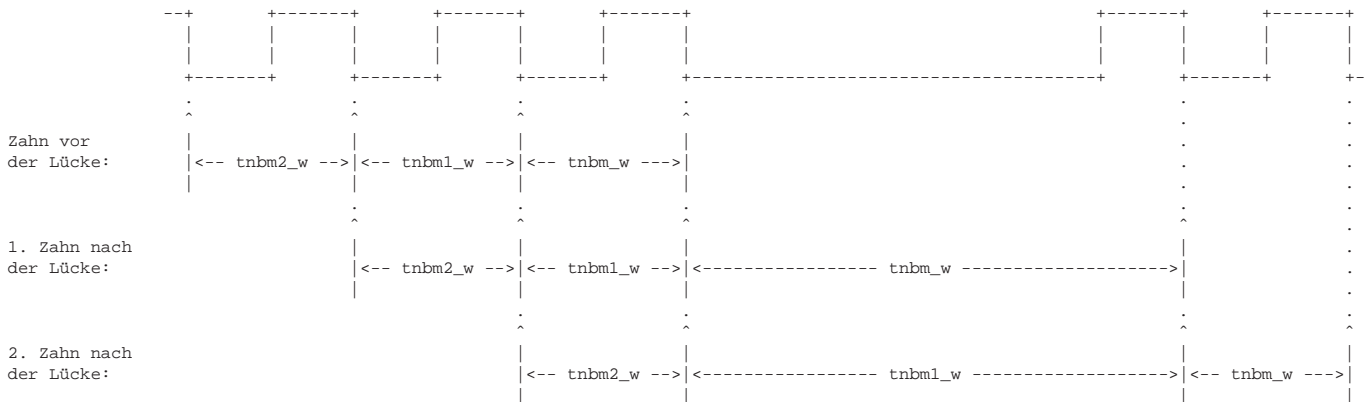 Zahn vor
der Lücke: |<-- tnbm2_w -->|<-- tnbm1_w -->|<-- tnbm_w --->|
1. Zahn nach
der Lücke: |<-- tnbm2_w -->|<-- tnbm1_w -->|<---------------- tnbm_w -------------------->|
2. Zahn nach
der Lücke: |<-- tnbm2_w -->|<---------------- tnbm1_w ------------------->|<-- tnbm_w --->|